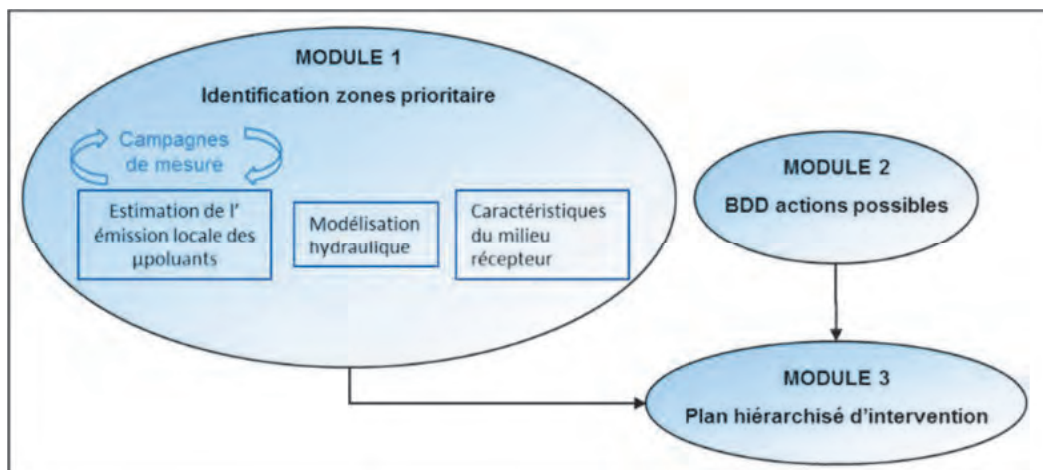 MODULE 1
Identification zones prioritaire
Campagnes
de mesure
Estimation de l'
émission locale des
µpoluants
Modélisation
hydraulique
Caractéristiques
du milieu
récepteur
MODULE 2
BDD actions possibles
MODULE 3
Plan hiérarchisé d'intervention